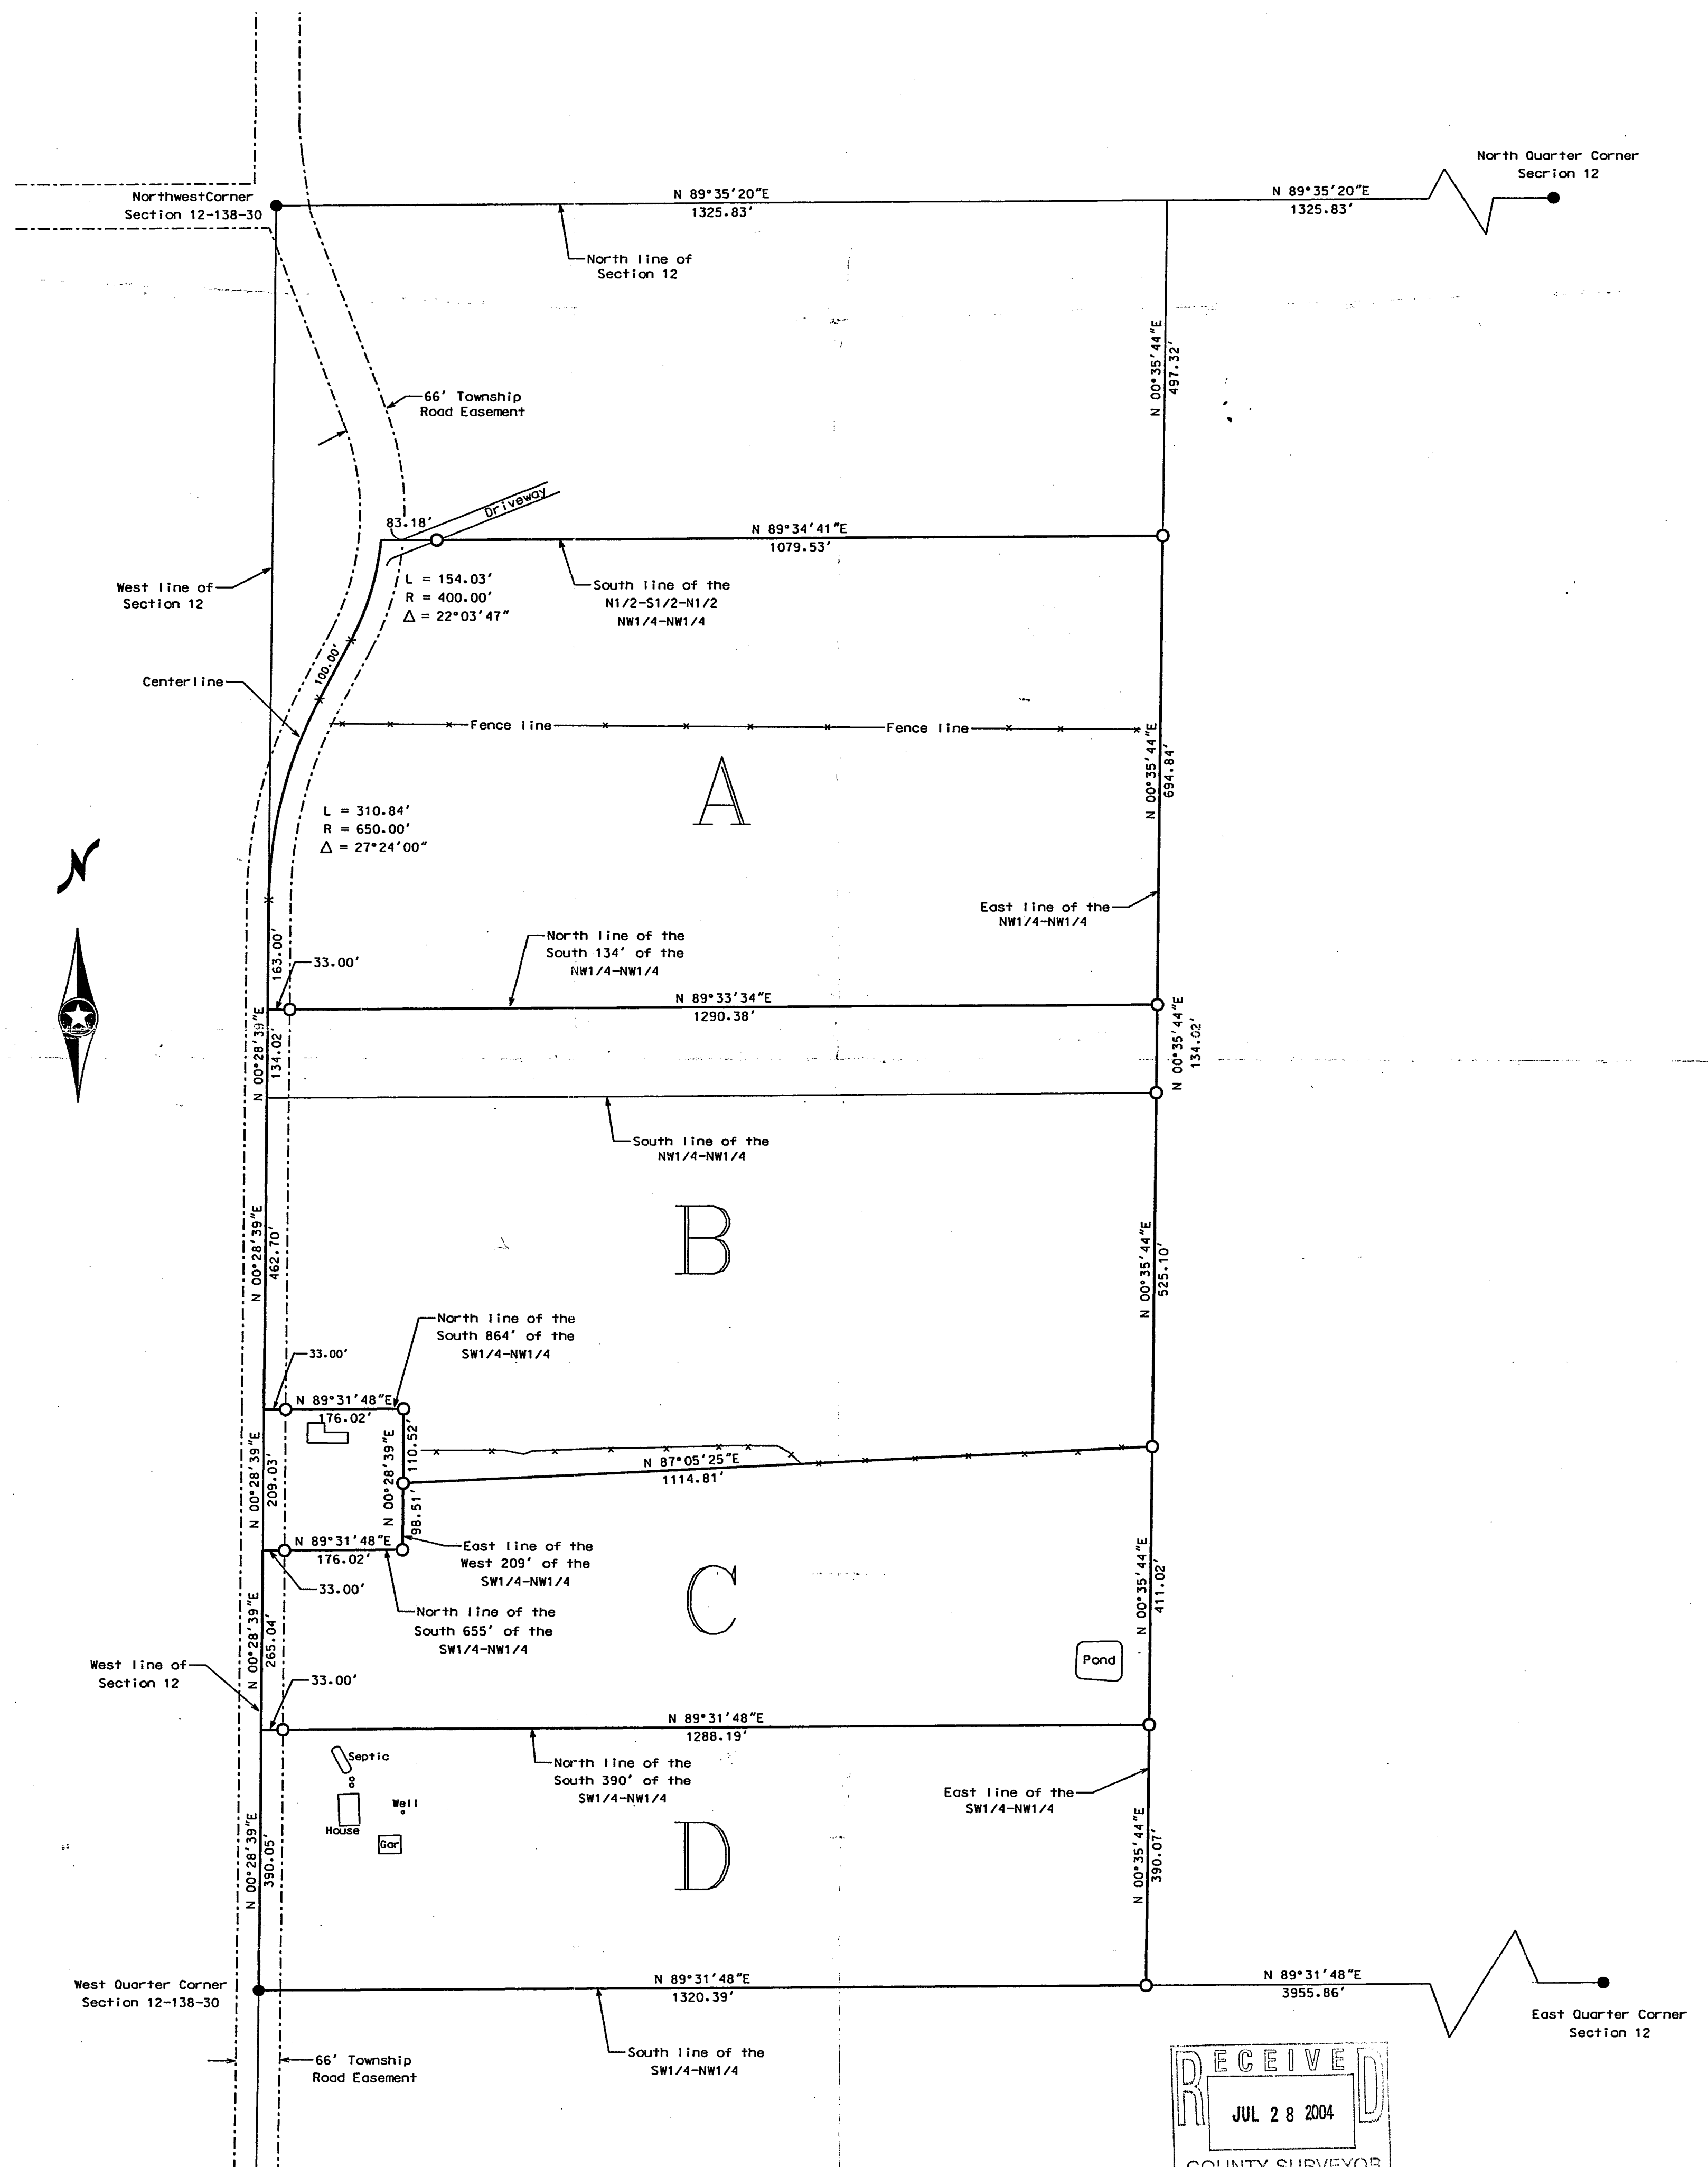 North Quarter Corner
Secrion 12
N 89°35'20"E
1325.83'
N 89°35'20"E
1325.83'
NorthwestCorner
Section 12-138-30
North line of
Section 12
N 00°35'44"E
497.32'
66' Township
Road Easement
Driveway
83.18'
N 89°34'41"E
1079.53'
West line of
Section 12
L = 154.03'
R = 400.00'
Δ = 22°03'47"
South line of the
N1/2-S1/2-N1/2
NW1/4-NW1/4
100.00'
Centerline
Fence line
Fence line
A
N 00°35'44"E
694.84'
L = 310.84'
R = 650.00'
Δ = 27°24'00"
N
East line of the
NW1/4-NW1/4
North line of the
South 134' of the
NW1/4-NW1/4
163.00'
33.00'
N 89°33'34"E
1290.38'
N 00°28'39"E
134.02'
N 00°35'44"E
134.02'
South line of the
NW1/4-NW1/4
B
N 00°28'39"E
462.70'
N 00°35'44"E
525.10'
North line of the
South 864' of the
SW1/4-NW1/4
33.00'
N 89°31'48"E
176.02'
N 00°28'39"E
209.03'
N 00°28'39"E
110.52'
98.51'
N 87°05'25"E
1114.81'
N 89°31'48"E
176.02'
33.00'
East line of the
West 209' of the
SW1/4-NW1/4
C
N 00°35'44"E
411.02'
North line of the
South 655' of the
SW1/4-NW1/4
N 00°28'39"E
265.04'
Pond
West line of
Section 12
33.00'
N 89°31'48"E
1288.19'
Septic
North line of the
South 390' of the
SW1/4-NW1/4
East line of the
SW1/4-NW1/4
Well
House
Gar
D
N 00°28'39"E
390.05'
N 00°35'44"E
390.07'
West Quarter Corner
Section 12-138-30
N 89°31'48"E
1320.39'
N 89°31'48"E
3955.86'
East Quarter Corner
Section 12
South line of the
SW1/4-NW1/4
66' Township
Road Easement
RECEIVED
JUL 28 2004
COUNTY SURVEYOR